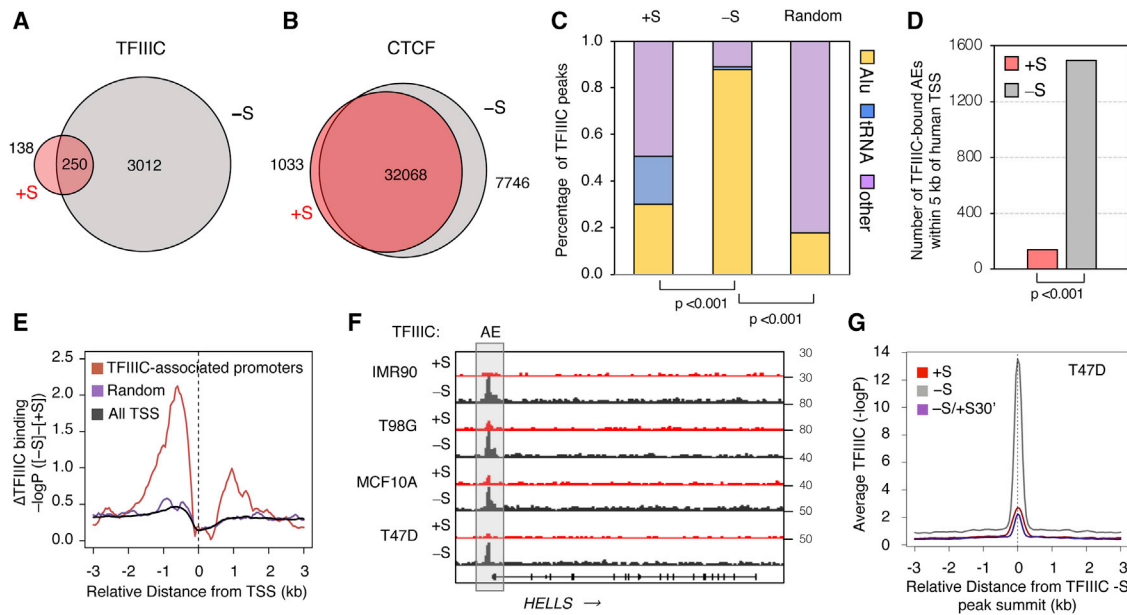 A
TFIIIC
–S
138
250
3012
+S
B
CTCF
–S
1033
32068
7746
+S
C
+S
–S
Random
Percentage of TFIIIC peaks
1.0
0.8
0.6
0.4
0.2
0.0
Alu
tRNA
other
p <0.001
p <0.001
D
Number of TFIIIC-bound AEs
within 5 kb of human TSS
1600
1200
800
400
0
+S
–S
p <0.001
E
ΔTFIIIC binding
–logP ([–S]–[+S])
2.5
2.0
1.5
1.0
0.5
0.0
TFIIIC-associated promoters
Random
All TSS
-3
-2
-1
0
1
2
3
Relative Distance from TSS (kb)
F
TFIIIC:
AE
IMR90
+S
30
–S
30
T98G
+S
80
–S
80
MCF10A
+S
40
–S
40
T47D
+S
50
–S
50
HELLS →
G
Average TFIIIC (-logP)
14
12
10
8
6
4
2
0
T47D
+S
–S
–S/+S30'
-3
-2
-1
0
1
2
3
Relative Distance from TFIIIC -S
peak summit (kb)